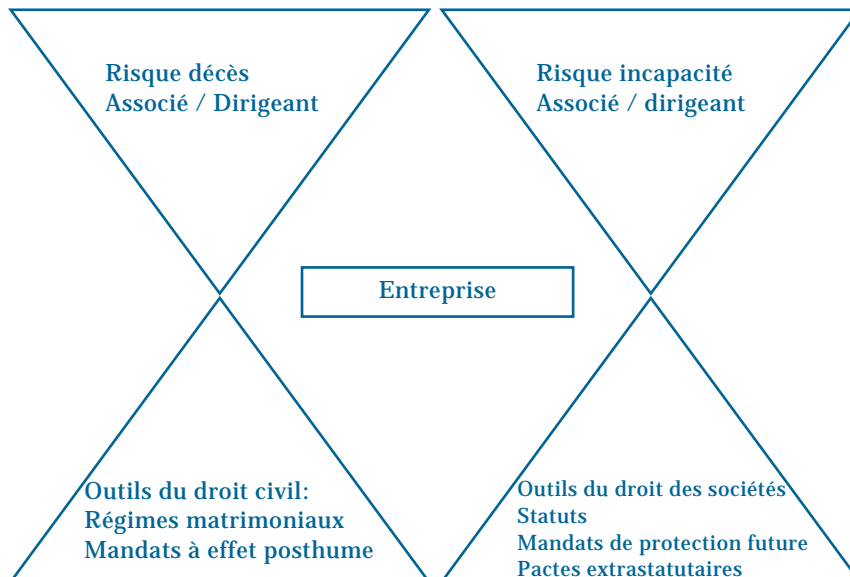 Risque décès
Associé / Dirigeant
Risque incapacité
Associé / dirigeant
Entreprise
Outils du droit civil:
Régimes matrimoniaux
Mandats à effet posthume
Outils du droit des sociétés
Statuts
Mandats de protection future
Pactes extrastatutaires